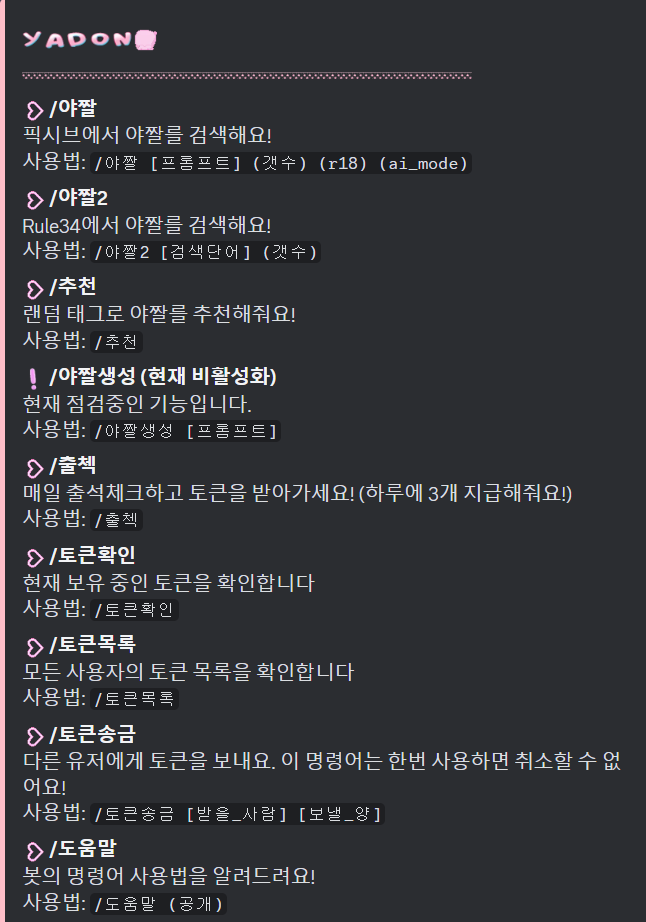 YADON
/야짤
픽시브에서 야짤를 검색해요!
사용법: /야짤 [프롬프트] (갯수) (r18) (ai_mode)
/야짤2
Rule34에서 야짤를 검색해요!
사용법: /야짤2 [검색단어] (갯수)
/추천
랜덤 태그로 야짤를 추천해줘요!
사용법: /추천
/야짤생성 (현재 비활성화)
현재 점검중인 기능입니다.
사용법: /야짤생성 [프롬프트]
/출첵
매일 출석체크하고 토큰을 받아가세요! (하루에 3개 지급해줘요!)
사용법: /출첵
/토큰확인
현재 보유 중인 토큰을 확인합니다
사용법: /토큰확인
/토큰목록
모든 사용자의 토큰 목록을 확인합니다
사용법: /토큰목록
/토큰송금
다른 유저에게 토큰을 보내요. 이 명령어는 한번 사용하면 취소할 수 없
어요!
사용법: /토큰송금 [받을_사람] [보낼_양]
/도움말
봇의 명령어 사용법을 알려드려요!
사용법: /도움말 (공개)